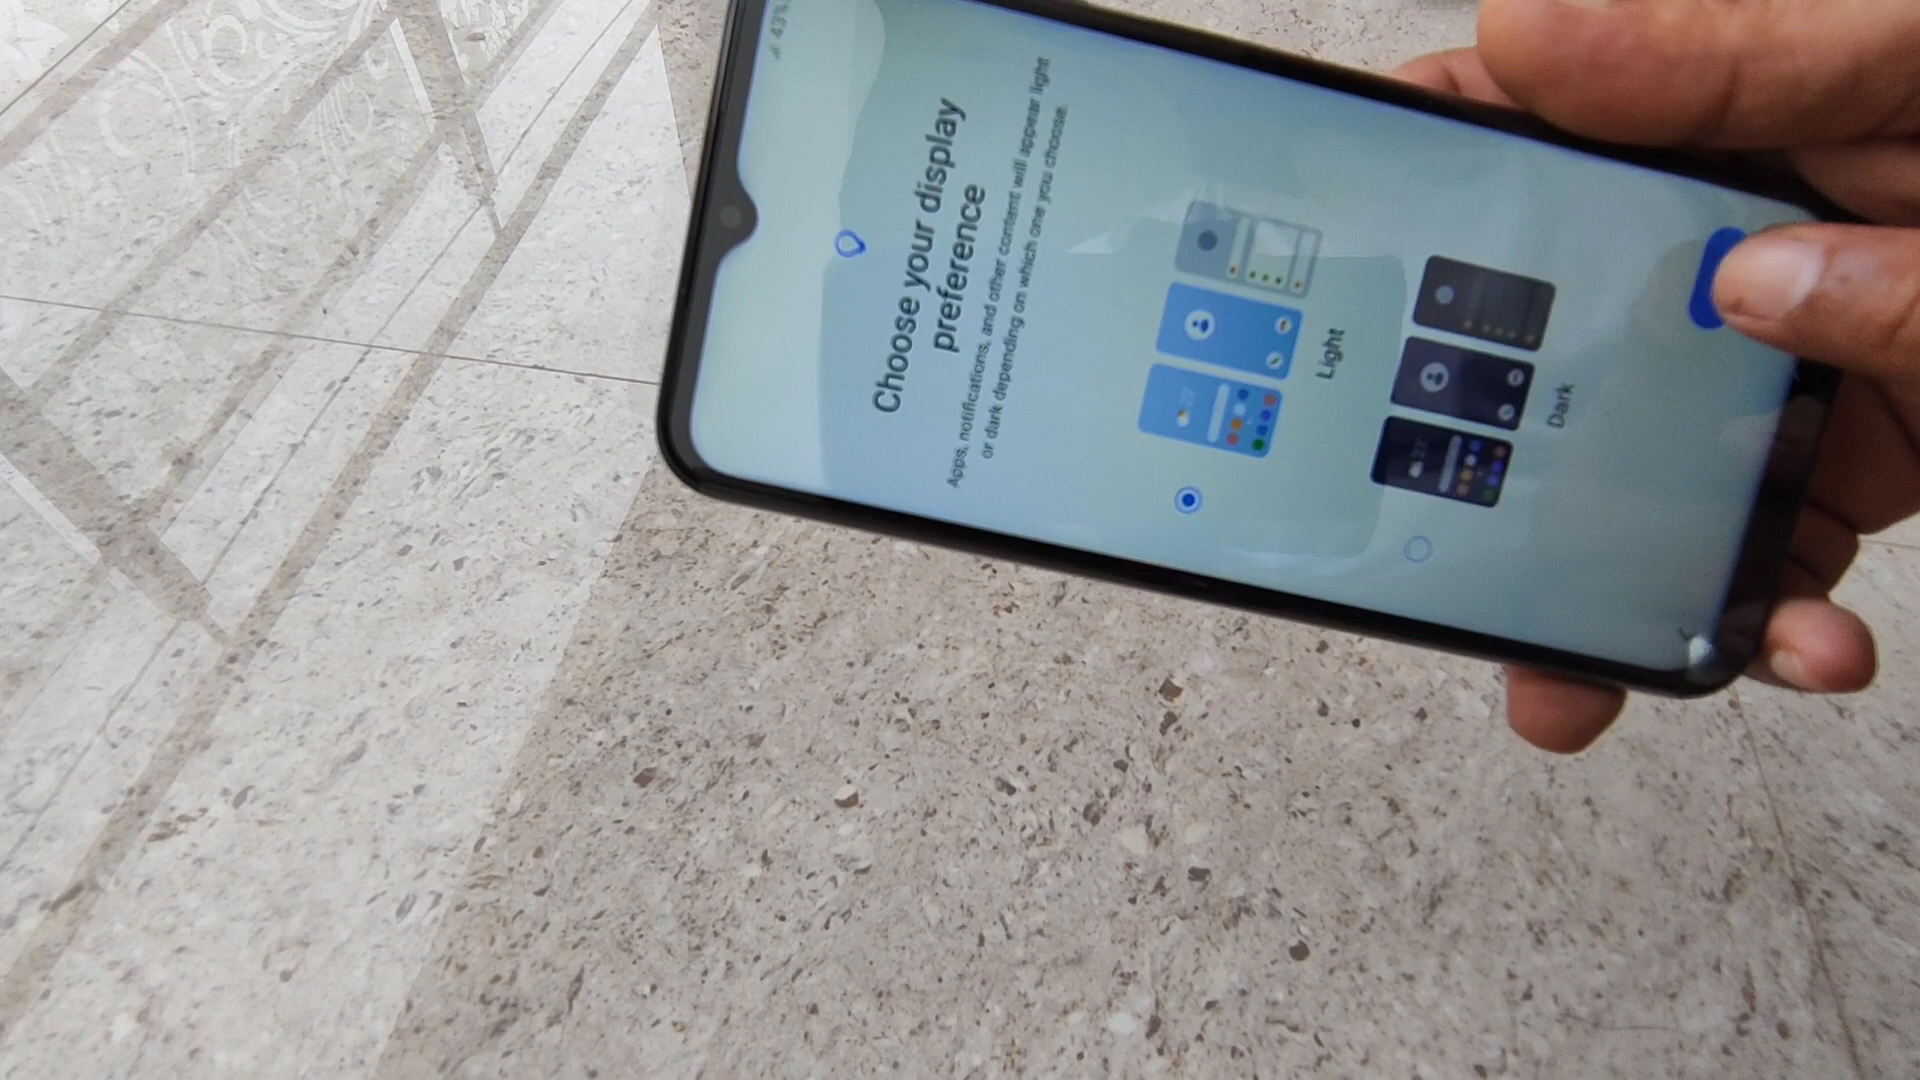 43%
Choose your display
preference
Apps, notifications, and other content will appear light
or dark depending on which one you choose.
Light
Dark